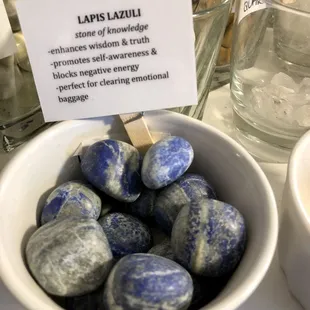 LAPIS LAZULI
stone of knowledge
-enhances wisdom & truth
-promotes self-awareness &
blocks negative energy
-perfect for clearing emotional
baggage